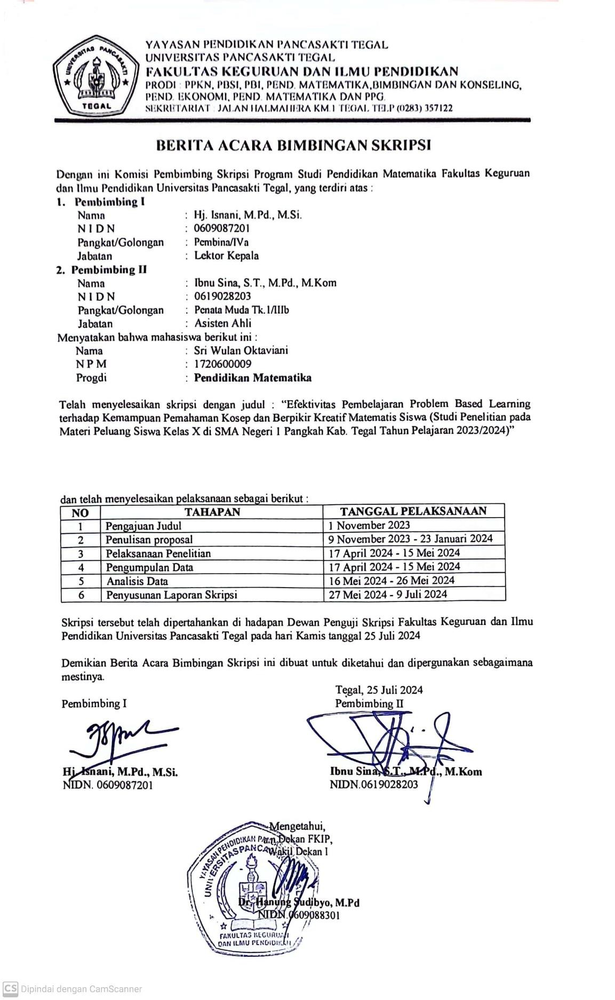 UNIVERSITAS PANCASAKTI
TEGAL
YAYASAN PENDIDIKAN PANCASAKTI TEGAL
UNIVERSITAS PANCASAKTI TEGAL
FAKULTAS KEGURUAN DAN ILMU PENDIDIKAN
PRODI : PPKN, PBSI, PBI, PEND. MATEMATIKA,BIMBINGAN DAN KONSELING,
PEND. EKONOMI, PEND. MATEMATIKA DAN PPG.
SEKRETARIAT : JALAN HALMAHERA KM.1 TEGAL TELP (0283) 357122
BERITA ACARA BIMBINGAN SKRIPSI
Dengan ini Komisi Pembimbing Skripsi Program Studi Pendidikan Matematika Fakultas Keguruan
dan Ilmu Pendidikan Universitas Pancasakti Tegal, yang terdiri atas :
1. Pembimbing I
Nama : Hj. Isnani, M.Pd., M.Si.
N I D N : 0609087201
Pangkat/Golongan : Pembina/IVa
Jabatan : Lektor Kepala
2. Pembimbing II
Nama : Ibnu Sina, S.T., M.Pd., M.Kom
N I D N : 0619028203
Pangkat/Golongan : Penata Muda Tk.1/IIIb
Jabatan : Asisten Ahli
Menyatakan bahwa mahasiswa berikut ini :
Nama : Sri Wulan Oktaviani
N P M : 1720600009
Progdi : Pendidikan Matematika
Telah menyelesaikan skripsi dengan judul : “Efektivitas Pembelajaran Problem Based Learning
terhadap Kemampuan Pemahaman Kosep dan Berpikir Kreatif Matematis Siswa (Studi Penelitian pada
Materi Peluang Siswa Kelas X di SMA Negeri 1 Pangkah Kab. Tegal Tahun Pelajaran 2023/2024)”
dan telah menyelesaikan pelaksanaan sebagai berikut :
NO TAHAPAN TANGGAL PELAKSANAAN
1 Pengajuan Judul 1 November 2023
2 Penulisan proposal 9 November 2023 - 23 Januari 2024
3 Pelaksanaan Penelitian 17 April 2024 - 15 Mei 2024
4 Pengumpulan Data 17 April 2024 - 15 Mei 2024
5 Analisis Data 16 Mei 2024 - 26 Mei 2024
6 Penyusunan Laporan Skripsi 27 Mei 2024 - 9 Juli 2024
Skripsi tersebut telah dipertahankan di hadapan Dewan Penguji Skripsi Fakultas Keguruan dan Ilmu
Pendidikan Universitas Pancasakti Tegal pada hari Kamis tanggal 25 Juli 2024
Demikian Berita Acara Bimbingan Skripsi ini dibuat untuk diketahui dan dipergunakan sebagaimana
mestinya.
Tegal, 25 Juli 2024
Pembimbing I Pembimbing II
Hj. Isnani, M.Pd., M.Si. Ibnu Sina, S.T., M.Pd., M.Kom
NIDN. 0609087201 NIDN.0619028203
Mengetahui,
a.n Dekan FKIP,
Wakil Dekan 1
Dr. Hanung Sudibyo, M.Pd
NIDN.0609088301
YAYASAN PENDIDIKAN
UNIVERSITAS PANCA
FAKULTAS KEGURUAN
DAN ILMU PENDIDIKAN
CS Dipindai dengan CamScanner